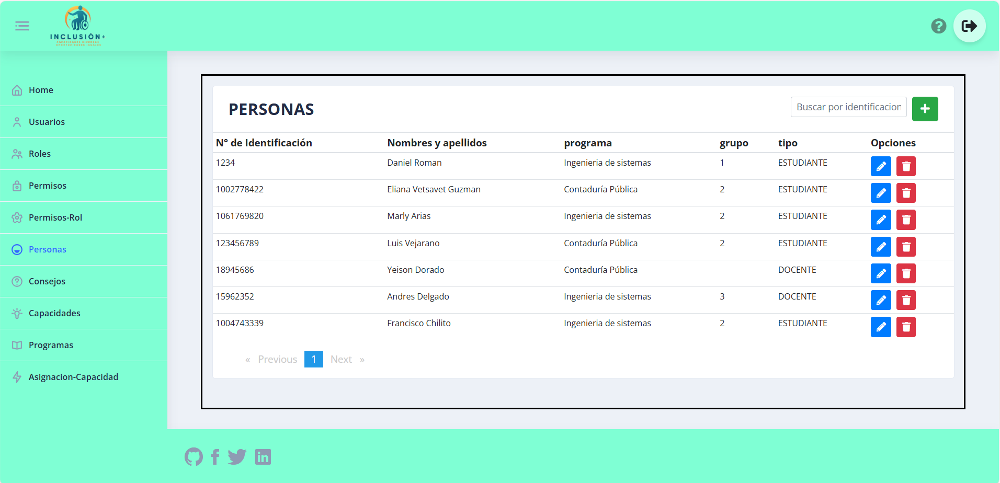 INCLUSIÓN+
CAPACIDADES DIVERSAS
OPORTUNIDADES IGUALES
Home
Usuarios
Roles
Permisos
Permisos-Rol
Personas
Consejos
Capacidades
Programas
Asignacion-Capacidad
PERSONAS
Buscar por identificacion
N° de Identificación Nombres y apellidos programa grupo tipo Opciones
1234 Daniel Roman Ingenieria de sistemas 1 ESTUDIANTE
1002778422 Eliana Vetsavet Guzman Contaduría Pública 2 ESTUDIANTE
1061769820 Marly Arias Ingenieria de sistemas 2 ESTUDIANTE
123456789 Luis Vejarano Contaduría Pública 2 ESTUDIANTE
18945686 Yeison Dorado Contaduría Pública DOCENTE
15962352 Andres Delgado Ingenieria de sistemas 3 DOCENTE
1004743339 Francisco Chilito Ingenieria de sistemas 2 ESTUDIANTE
« Previous 1 Next »